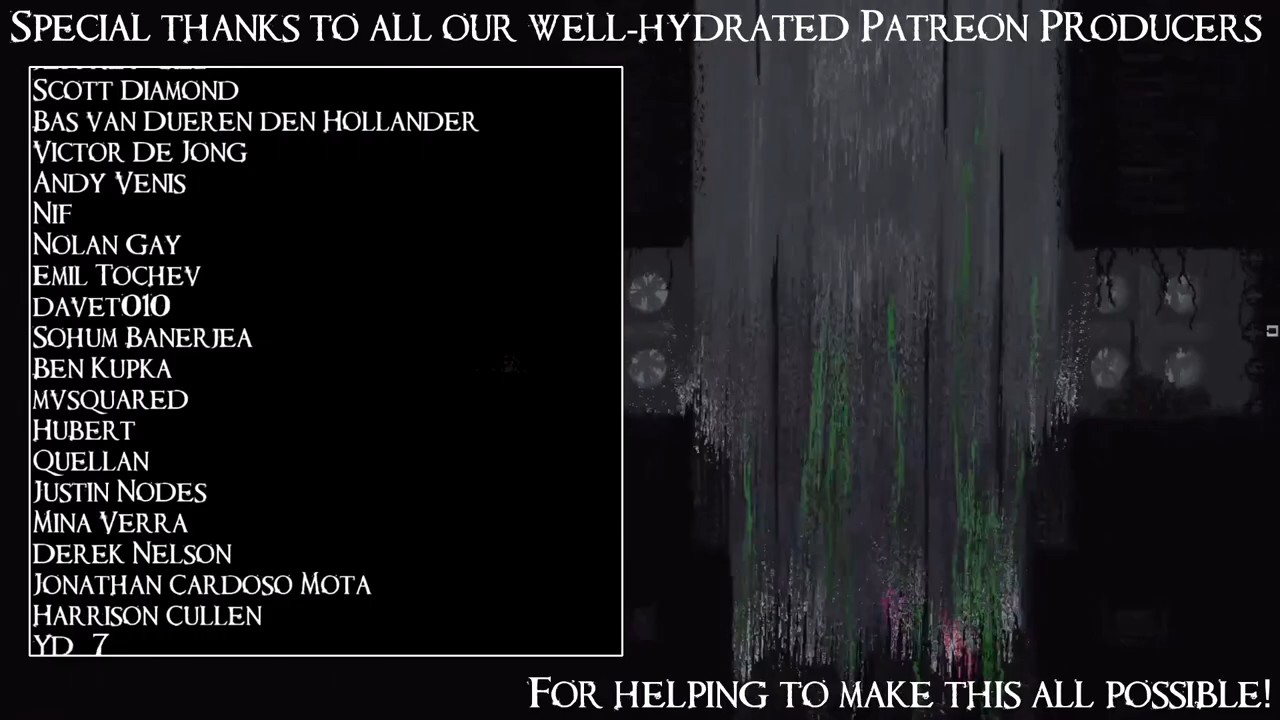 Special thanks to all our well-hydrated Patreon Producers
Scott Diamond
Bas van Dueren den Hollander
Victor De Jong
Andy Venis
Nif
Nolan Gay
Emil Tochev
davet010
Sohum Banerjea
Ben Kupka
mvsquared
Hubert
Quellan
Justin Nodes
Mina Verra
Derek Nelson
Jonathan cardoso Mota
Harrison cullen
YD_7
For helping to make this all possible!